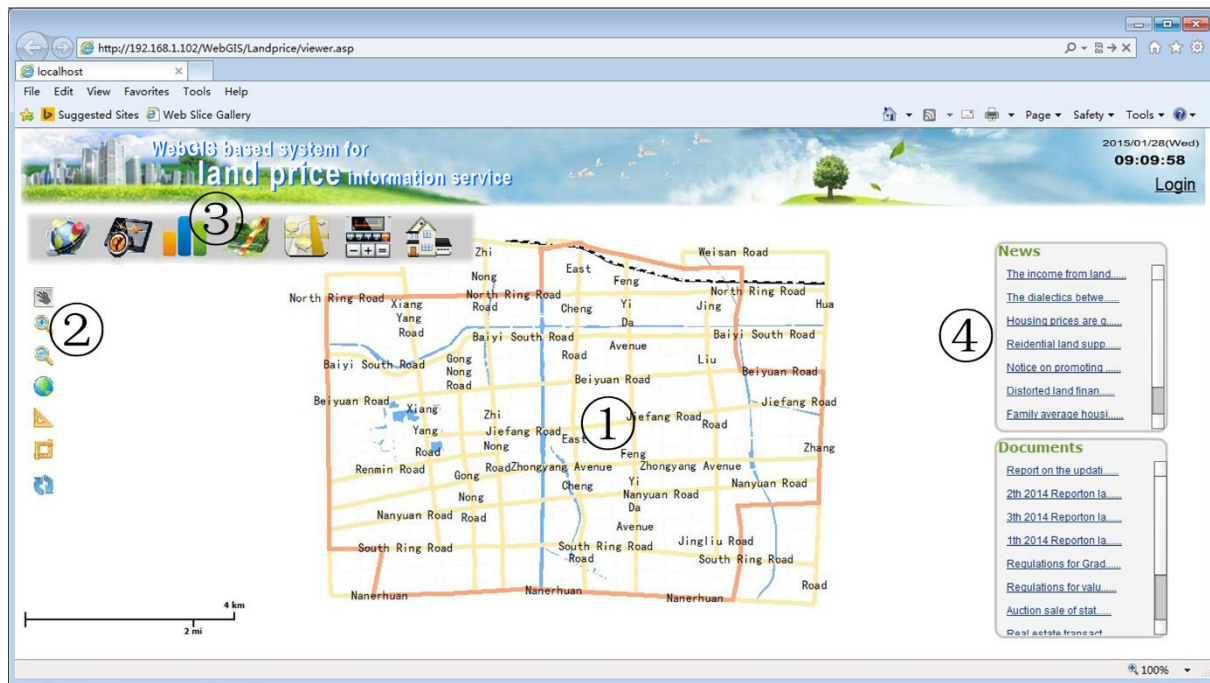 http://192.168.1.102/WebGIS/Landprice/viewer.asp
localhost
File Edit View Favorites Tools Help
Suggested Sites Web Slice Gallery
Page Safety Tools
WebGIS based system for
land price information service
2015/01/28(Wed)
09:09:58
Login
③
②
①
④
Zhi
Weisan Road
East
Nong
Feng
North Ring Road
Xiang
North Ring Road
Road
Cheng
Yi
North Ring Road
Jing
Hua
Yang
Road
Da
Baiyi South Road
Avenue
Baiyi South Road
Baiyi South Road
Gong
Nong
Road
Road
Liu
Beiyuan Road
Beiyuan Road
Beiyuan Road
Xiang
Zhi
Jiefang Road
Jiefang Road
Road
Yang
Jiefang Road
East
Road
Nong
Feng
Zhang
Renmin Road
Gong
Road
Zhongyang Avenue
Zhongyang Avenue
Cheng
Yi
Nanyuan Road
Nong
Nanyuan Road
Da
Nanyuan Road
Road
Avenue
South Ring Road
South Ring Road
Road
Jingliu Road
South Ring Road
Road
Nanerhuan
Nanerhuan
Nanerhuan
4 km
2 mi
News
The income from land......
The dialectics betwe......
Housing prices are g......
Reidential land supp......
Notice on promoting ......
Distorted land finan......
Family average housi......
Documents
Report on the updati......
2th 2014 Reporton la......
3th 2014 Reporton la......
1th 2014 Reporton la......
Regulations for Grad......
Regulations for valu......
Auction sale of stat......
Real estate transact
100%